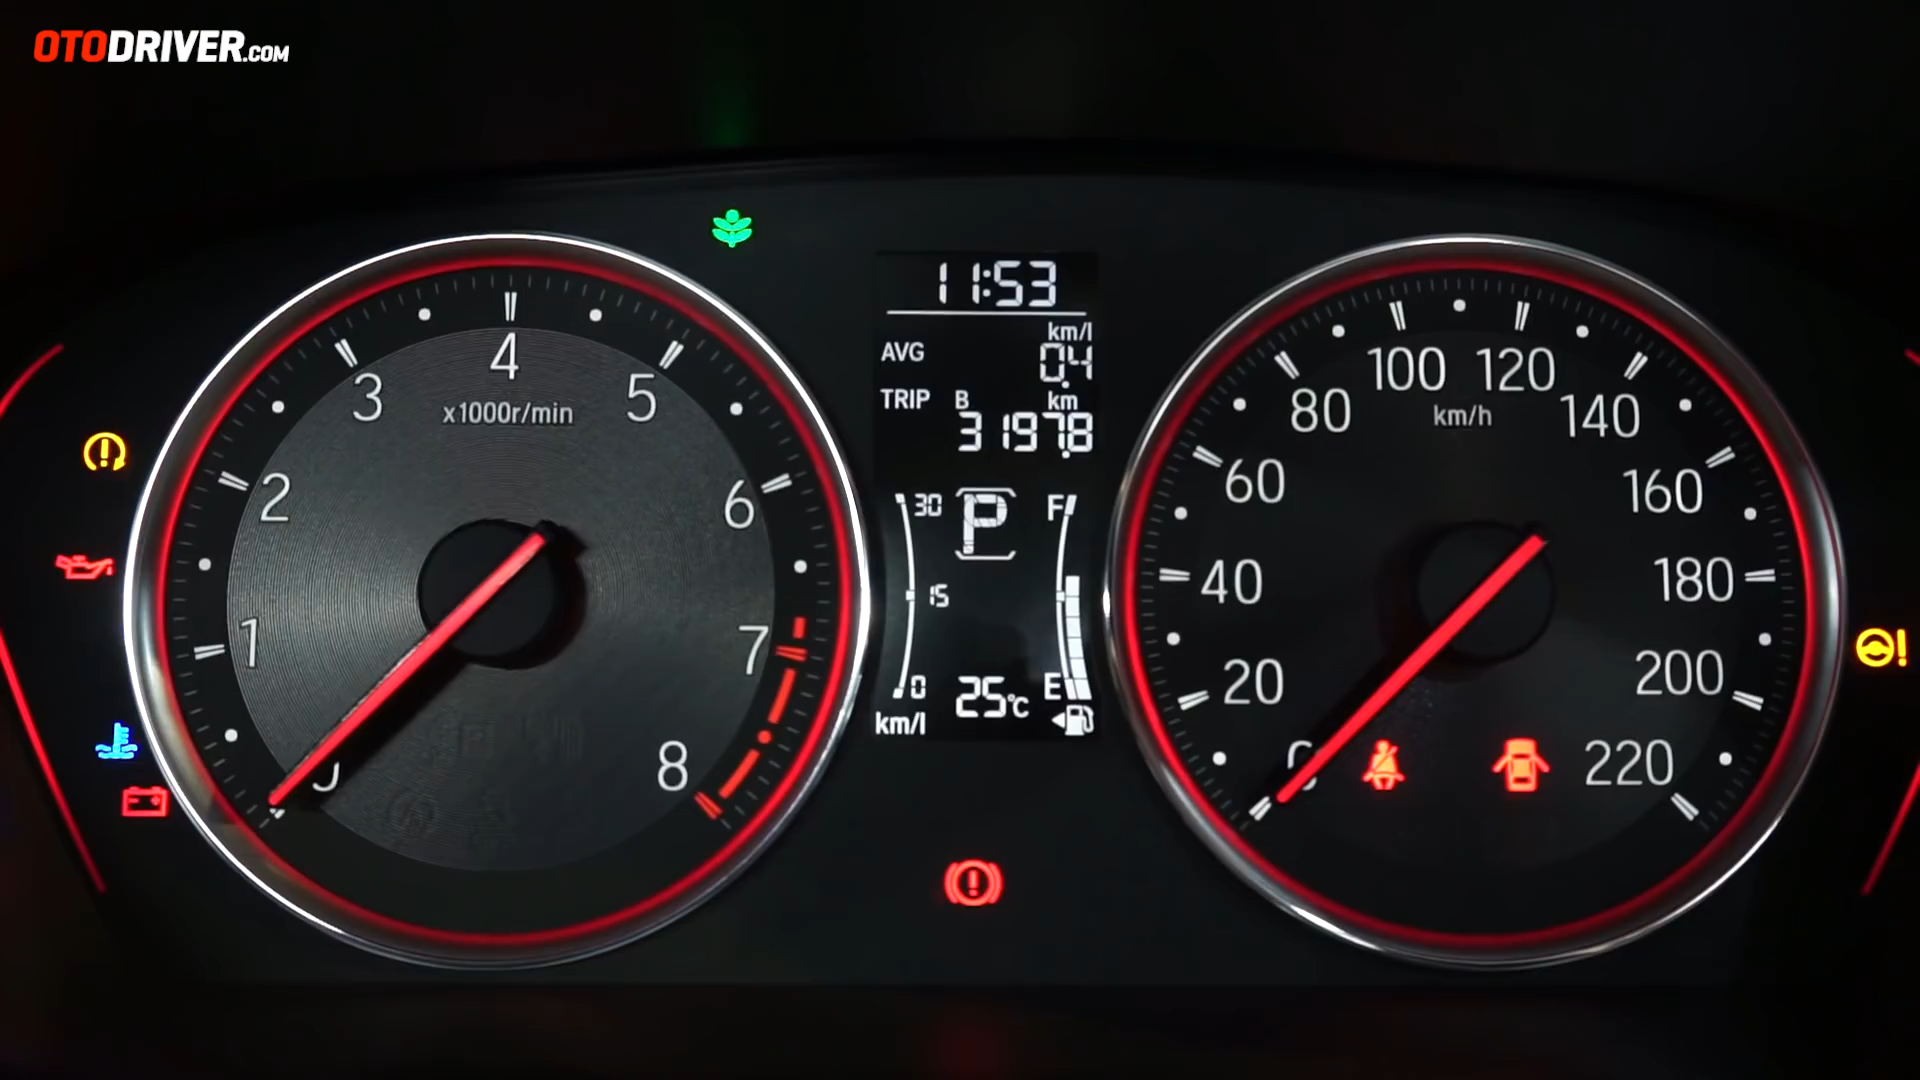 OTODRIVER.COM
11:53
km/l
AVG 0.4
TRIP B km
3197.8
4
3 5
x1000r/min
2 6
1 7
8
30 P F
15
0 25°C E
km/l
100 120
80 140
km/h
60 160
40 180
20 200
0 220